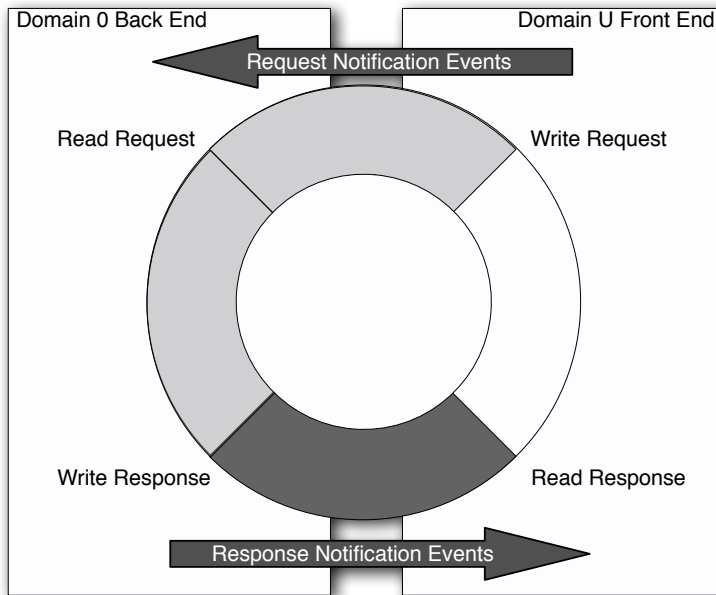 Domain 0 Back End
Domain U Front End
Request Notification Events
Read Request
Write Request
Write Response
Read Response
Response Notification Events